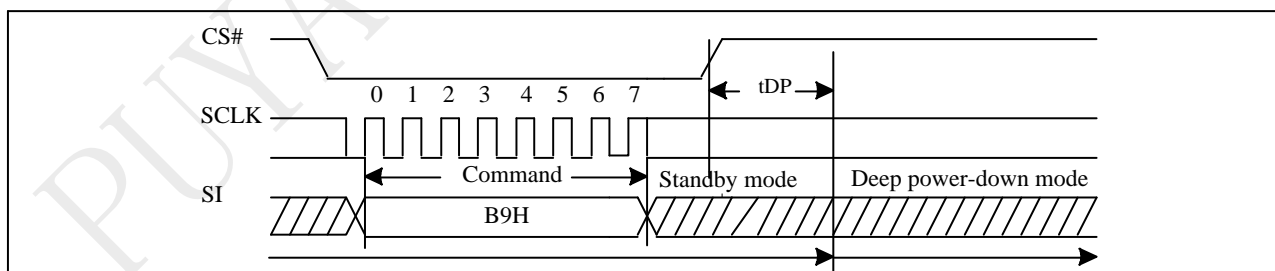 PUYA
CS#
tDP
0 1 2 3 4 5 6 7
SCLK
Command
Standby mode
Deep power-down mode
SI
B9H